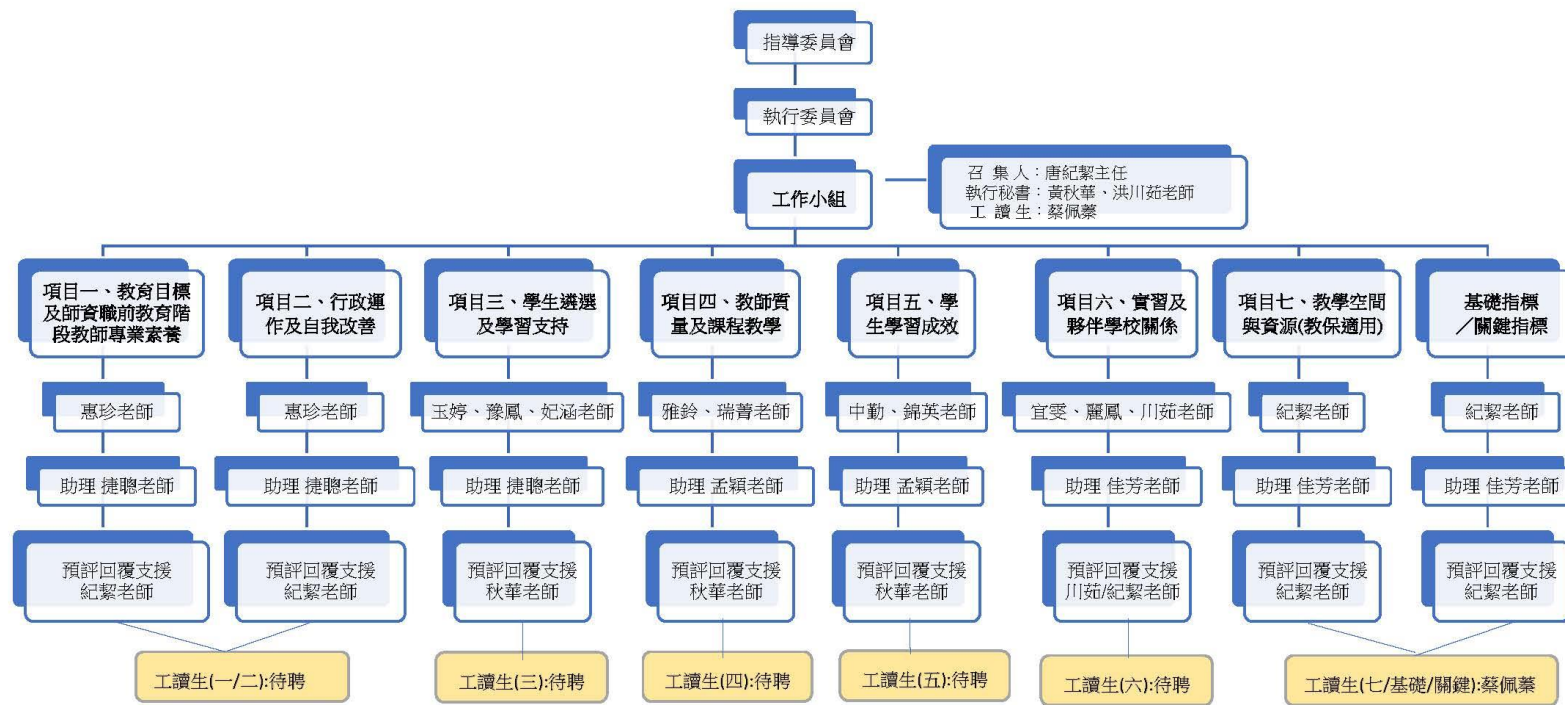 指導委員會
執行委員會
工作小組
召 集 人：唐紀絜主任
執行秘書：黃秋華、洪川茹老師
工 讀 生：蔡佩蓁
項目一、教育目標
及師資職前教育階
段教師專業素養
項目二、行政運
作及自我改善
項目三、學生遴選
及學習支持
項目四、教師質
量及課程教學
項目五、學
生學習成效
項目六、實習及
夥伴學校關係
項目七、教學空間
與資源(教保適用)
基礎指標
／關鍵指標
惠珍老師
惠珍老師
玉婷、豫鳳、妃涵老師
雅鈴、瑞菁老師
中勤、錦英老師
宜雯、麗鳳、川茹老師
紀絜老師
紀絜老師
助理 捷聰老師
助理 捷聰老師
助理 捷聰老師
助理 孟穎老師
助理 孟穎老師
助理 佳芳老師
助理 佳芳老師
助理 佳芳老師
預評回覆支援
紀絜老師
預評回覆支援
紀絜老師
預評回覆支援
秋華老師
預評回覆支援
秋華老師
預評回覆支援
秋華老師
預評回覆支援
川茹/紀絜老師
預評回覆支援
紀絜老師
預評回覆支援
紀絜老師
工讀生(一/二):待聘
工讀生(三):待聘
工讀生(四):待聘
工讀生(五):待聘
工讀生(六):待聘
工讀生(七/基礎/關鍵):蔡佩蓁